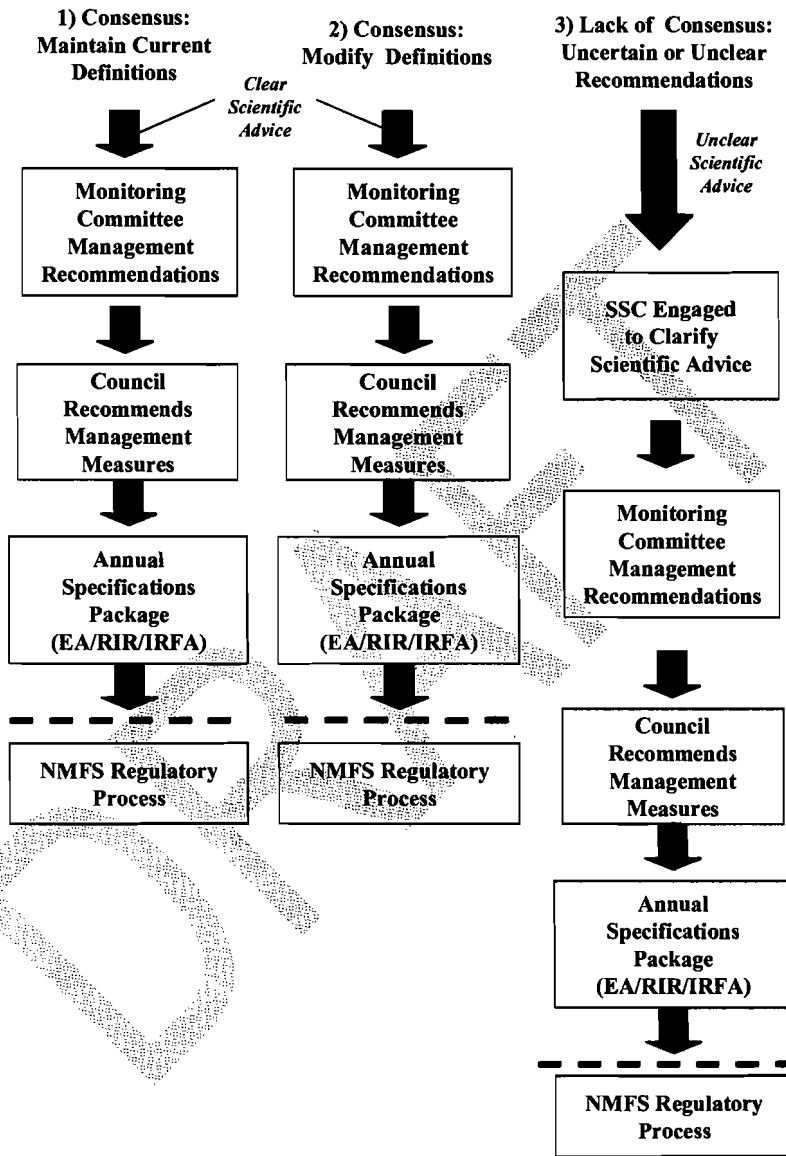 1) Consensus:
Maintain Current
Definitions
2) Consensus:
Modify Definitions
3) Lack of Consensus:
Uncertain or Unclear
Recommendations
Clear
Scientific
Advice
Unclear
Scientific
Advice
Monitoring
Committee
Management
Recommendations
Council
Recommends
Management
Measures
Annual
Specifications
Package
(EA/RIR/IRFA)
NMFS Regulatory
Process
Monitoring
Committee
Management
Recommendations
Council
Recommends
Management
Measures
Annual
Specifications
Package
(EA/RIR/IRFA)
NMFS Regulatory
Process
SSC Engaged
to Clarify
Scientific Advice
Monitoring
Committee
Management
Recommendations
Council
Recommends
Management
Measures
Annual
Specifications
Package
(EA/RIR/IRFA)
NMFS Regulatory
Process
DRAFT